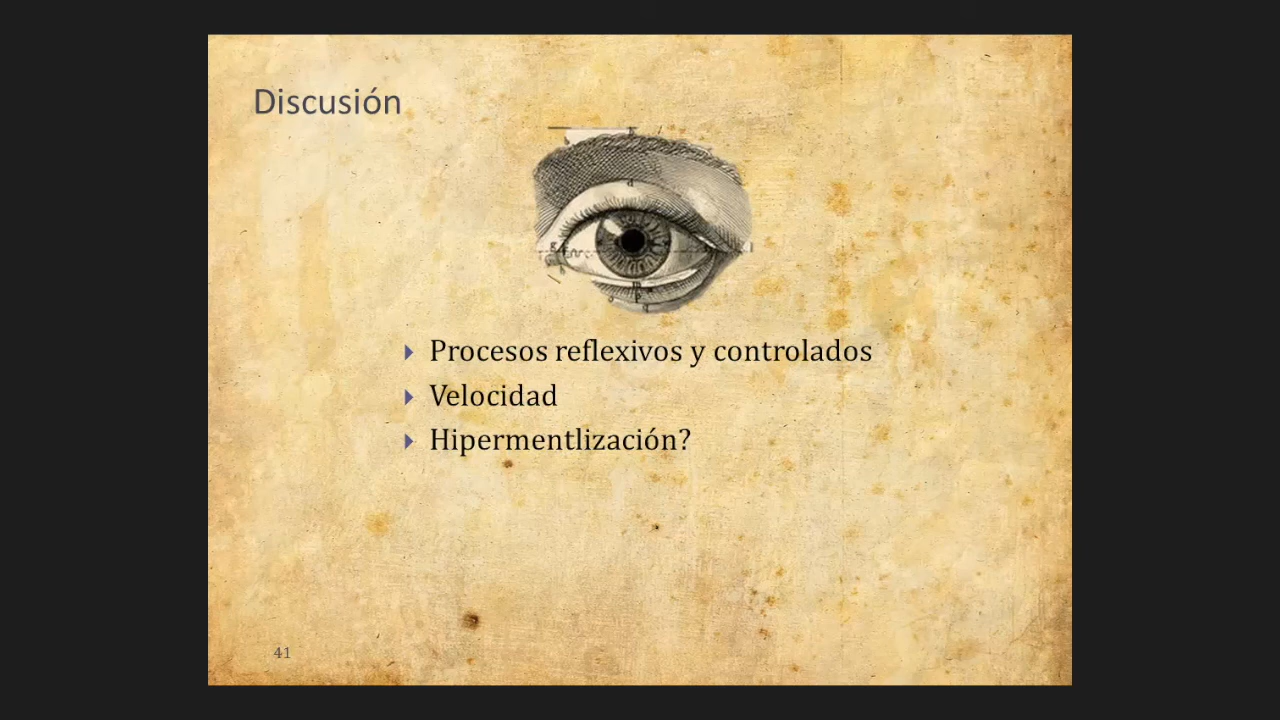 Discusión
Procesos reflexivos y controlados
Velocidad
Hipermentlización?
41